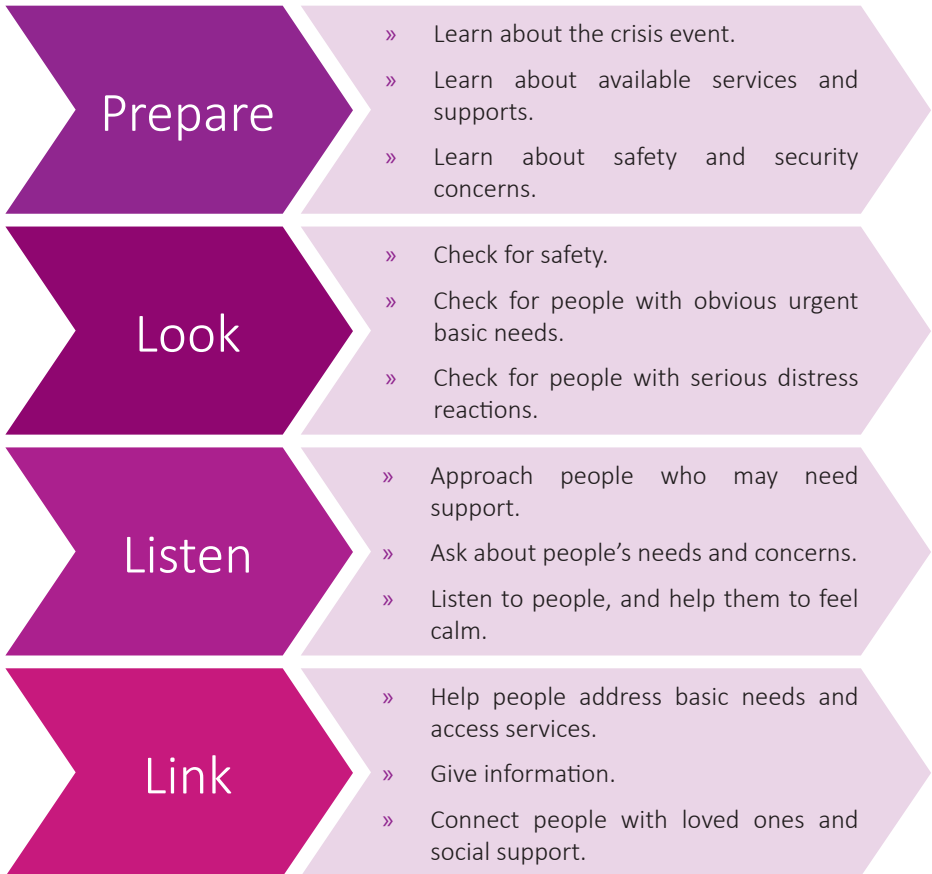 Prepare
» Learn about the crisis event.
» Learn about available services and
supports.
» Learn about safety and security
concerns.
Look
» Check for safety.
» Check for people with obvious urgent
basic needs.
» Check for people with serious distress
reactions.
Listen
» Approach people who may need
support.
» Ask about people’s needs and concerns.
» Listen to people, and help them to feel
calm.
Link
» Help people address basic needs and
access services.
» Give information.
» Connect people with loved ones and
social support.